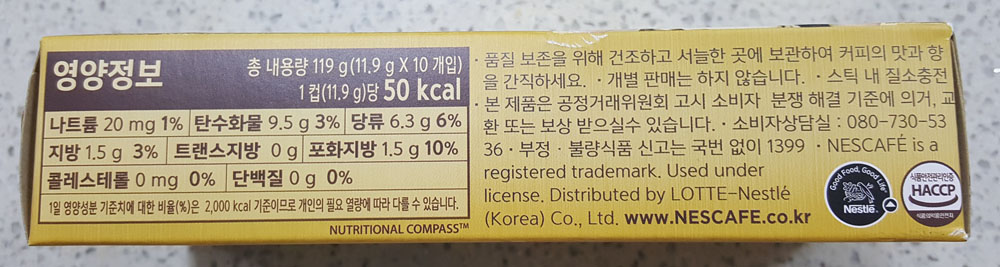 영양정보
총 내용량 119 g(11.9 g X 10 개입)
1 컵(11.9 g)당 50 kcal
나트륨 20 mg 1% 탄수화물 9.5 g 3% 당류 6.3 g 6%
지방 1.5 g 3% 트랜스지방 0 g 포화지방 1.5 g 10%
콜레스테롤 0 mg 0% 단백질 0 g 0%
1일 영양성분 기준치에 대한 비율(%)은 2,000 kcal 기준이므로 개인의 필요 열량에 따라 다를 수 있습니다.
NUTRITIONAL COMPASS™
· 품질 보존을 위해 건조하고 서늘한 곳에 보관하여 커피의 맛과 향
을 간직하세요. · 개별 판매는 하지 않습니다. · 스틱 내 질소충전
· 본 제품은 공정거래위원회 고시 소비자 분쟁 해결 기준에 의거, 교
환 또는 보상 받으실수 있습니다. · 소비자상담실 : 080-730-53
36 · 부정 · 불량식품 신고는 국번 없이 1399 · NESCAFÉ is a
registered trademark. Used under
license. Distributed by LOTTE-Nestlé
(Korea) Co., Ltd. www.NESCAFE.co.kr
Good Food, Good Life
Nestlé
식품안전관리인증
HACCP
식품의약품안전처